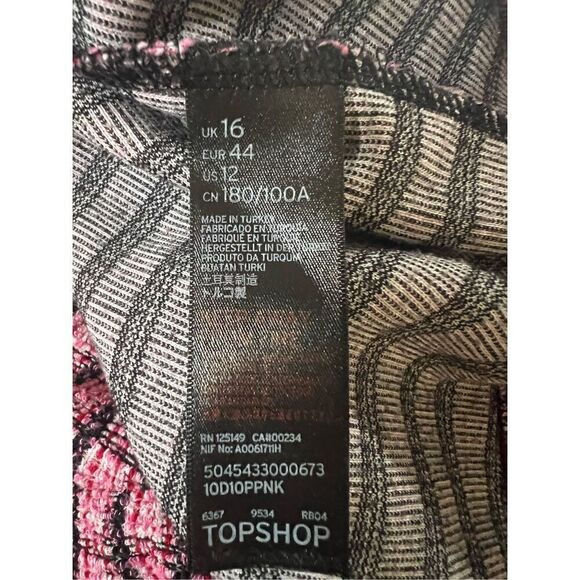 UK 16
EUR 44
US 12
CN 180/100A
MADE IN TURKEY
FABRICADO EN TURQUIA
FABRIQUÉ EN TURQUIE
HERGESTELLT IN DER TÜRKEI
PRODUTO DA TURQUIA
BUATAN TURKI
土耳其制造
トルコ製
RN 125149 CA#00234
NIF No: A0061711H
5045433000673
10D10PPNK
6367 9534 RB04
TOPSHOP